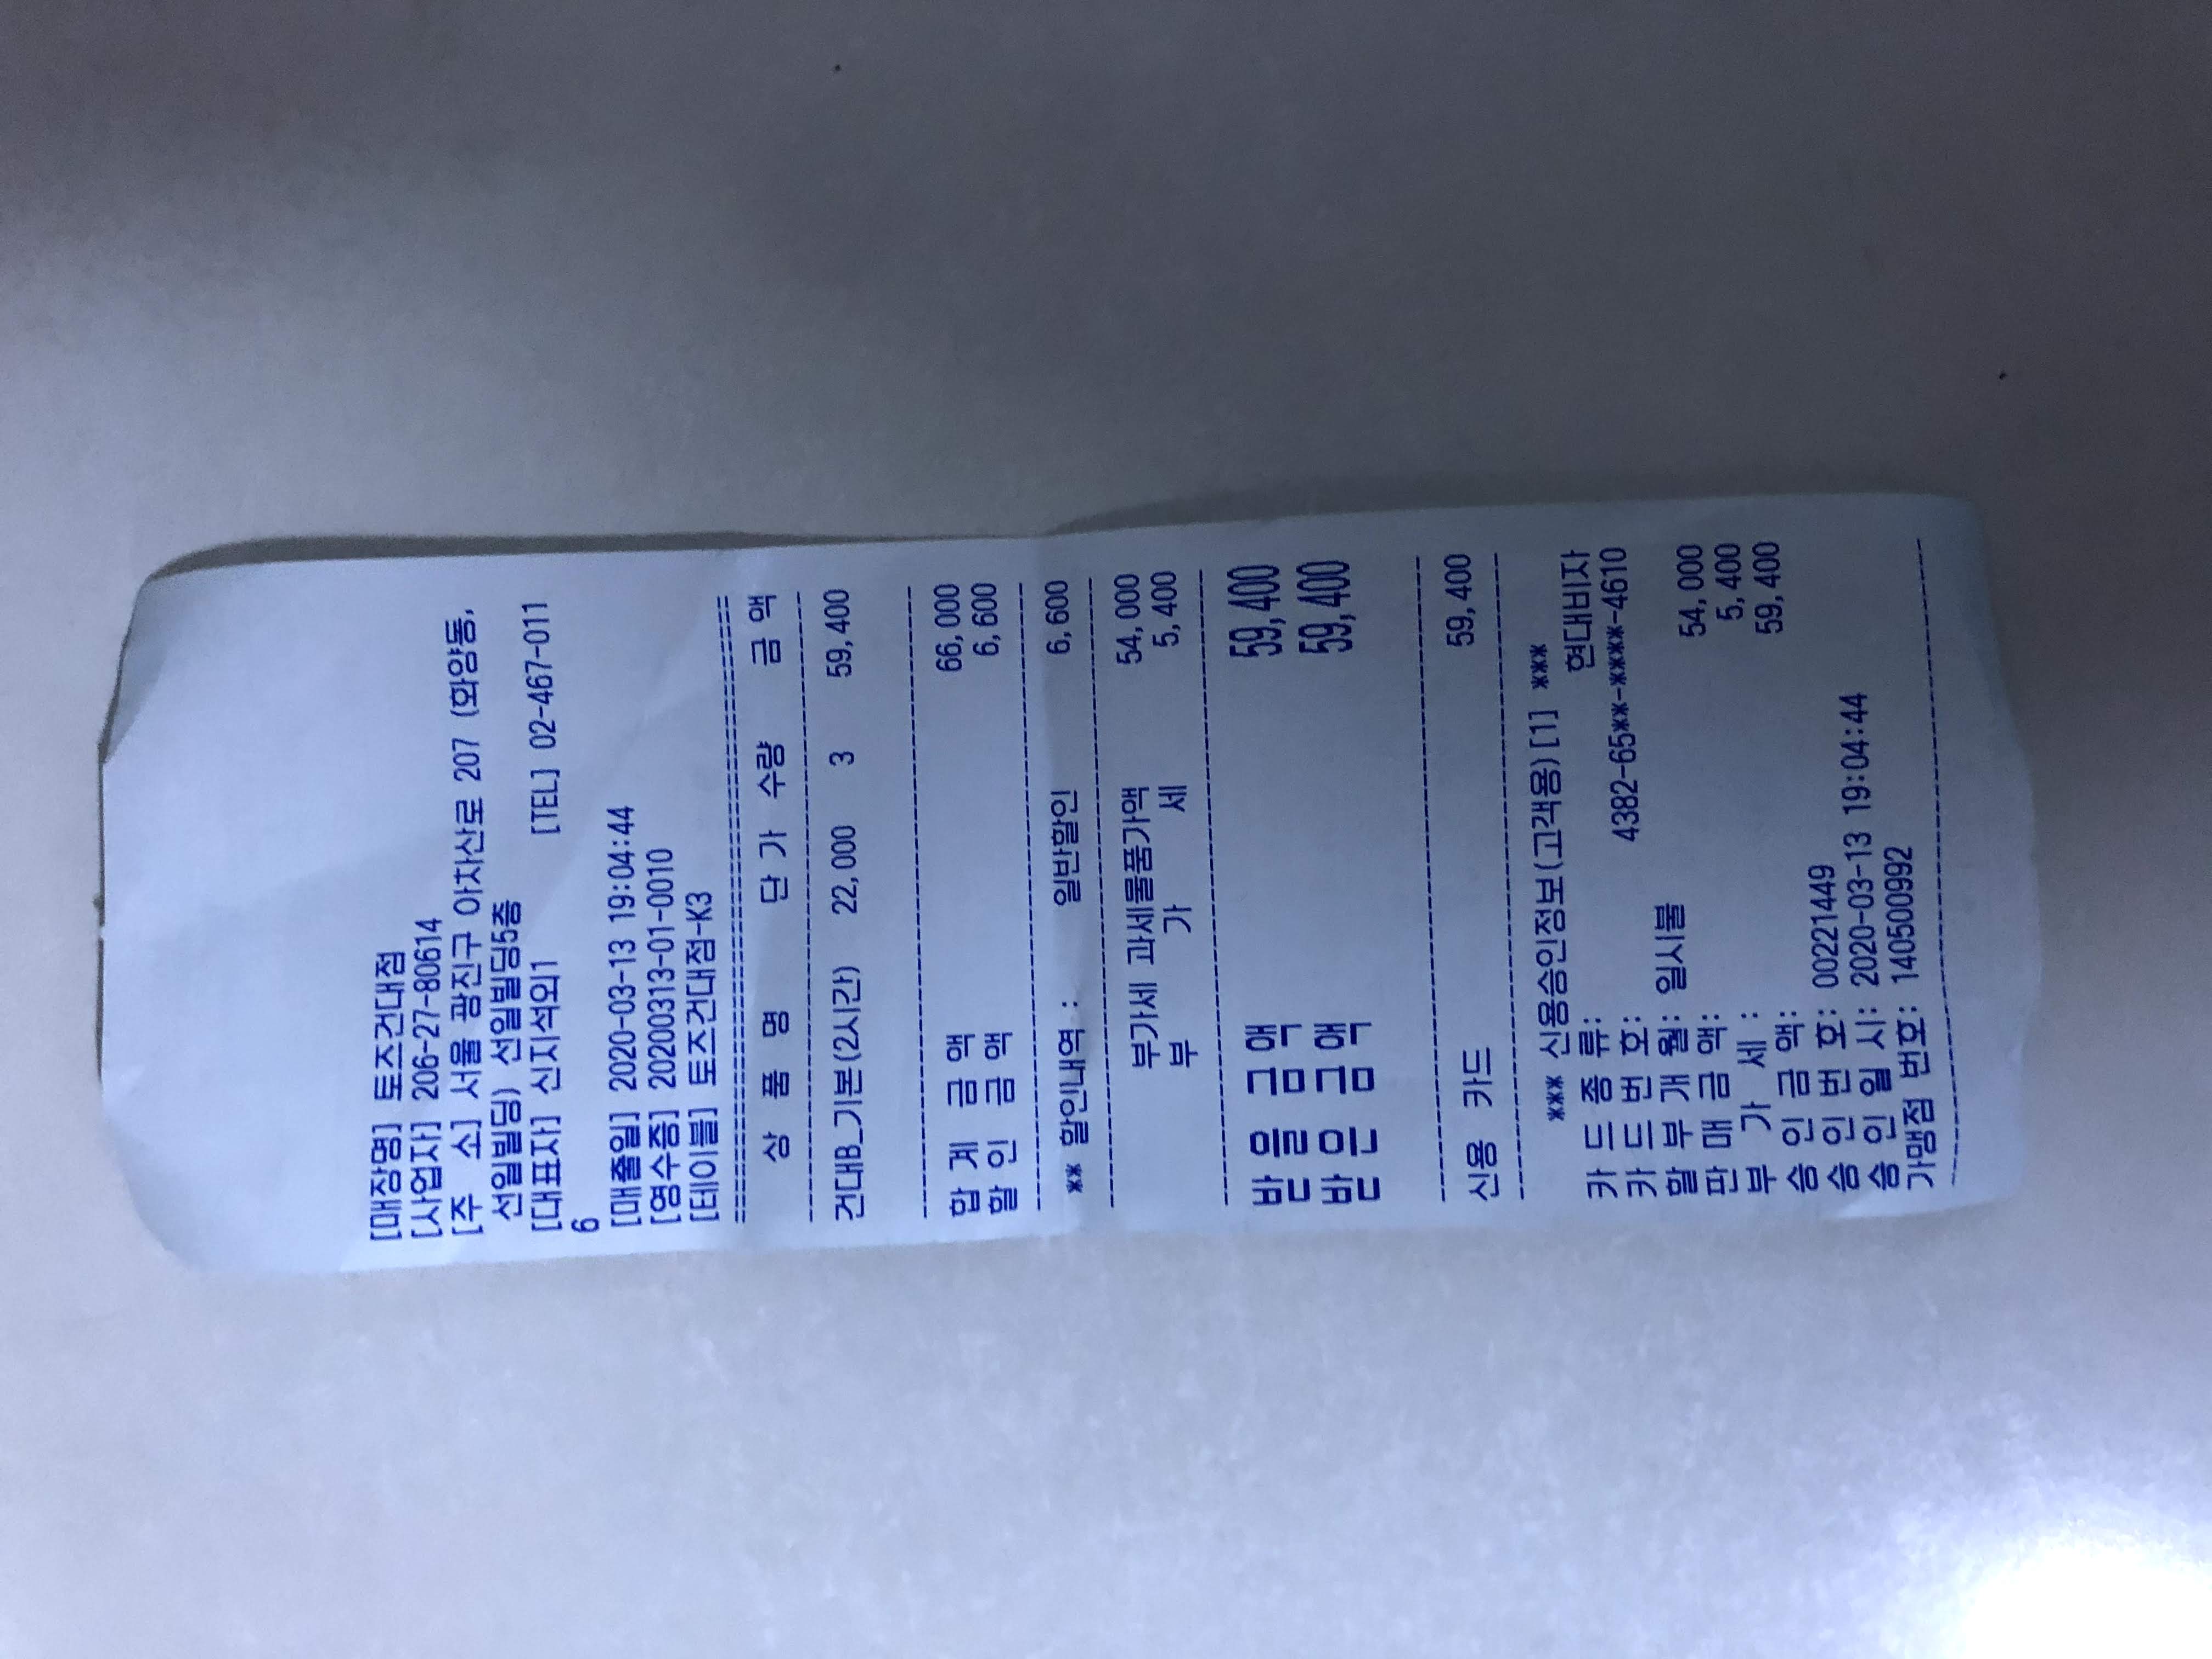 [매장명] 토즈건대점
[사업자] 206-27-80614
[주 소] 서울 광진구 아차산로 207 (화양동,
선일빌딩) 선일빌딩5층
[대표자] 신지석외1 [TEL] 02-467-011
6
[매출일] 2020-03-13 19:04:44
[영수증] 20200313-01-0010
[테이블] 토즈건대점-K3
========================================
상 품 명 단 가 수량 금 액
----------------------------------------
건대B_기본(2시간) 22,000 3 59,400
----------------------------------------
합 계 금 액 66,000
할 인 금 액 6,600
----------------------------------------
** 할인내역 : 일반할인 6,600
----------------------------------------
부가세 과세물품가액 54,000
부 가 세 5,400
----------------------------------------
받 을 금 액 59,400
받 은 금 액 59,400
----------------------------------------
신용 카드 59,400
----------------------------------------
*** 신용승인정보(고객용)[1] ***
카 드 종 류: 현대비자
카 드 번 호: 4382-65**-****-4610
할 부 개 월: 일시불
판 매 금 액: 54,000
부 가 세 : 5,400
승 인 금 액: 59,400
승 인 번 호: 00221449
승 인 일 시: 2020-03-13 19:04:44
가맹점 번호: 140500992
----------------------------------------